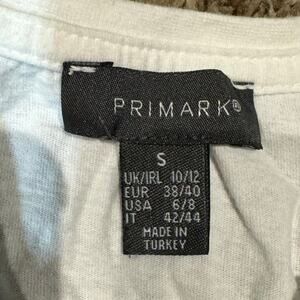 PRIMARK®
S
UK/IRL 10/12
EUR 38/40
USA 6/8
IT 42/44
MADE IN
TURKEY